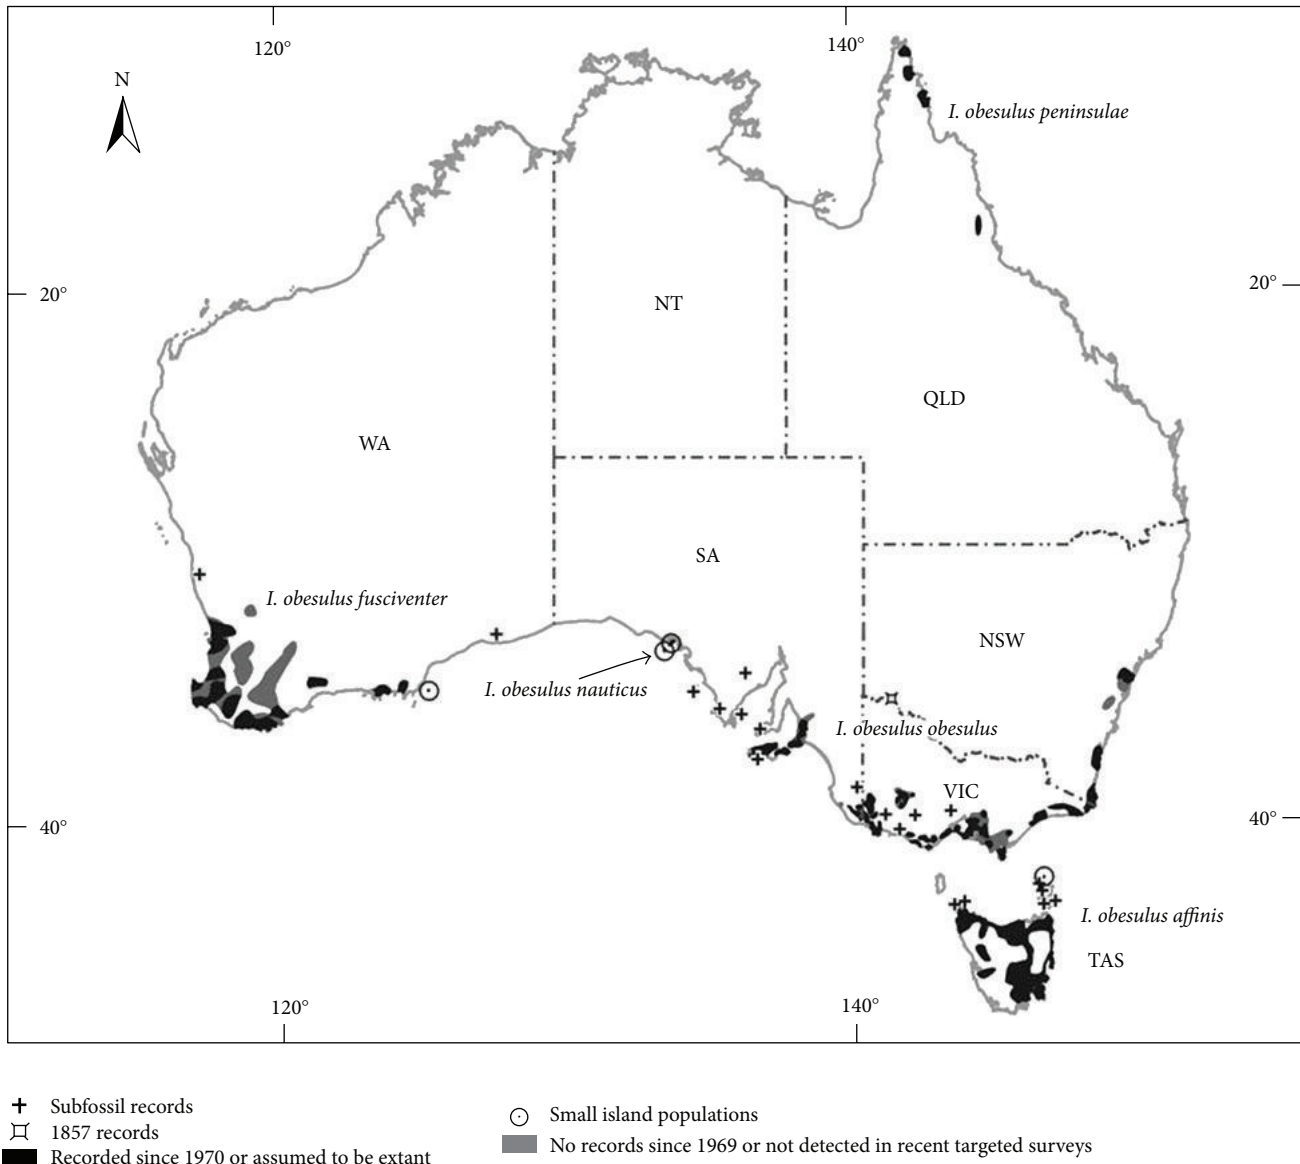 120°
140°
N
I. obesulus peninsulae
20°
20°
NT
QLD
WA
SA
I. obesulus fusciventer
NSW
I. obesulus nauticus
I. obesulus obesulus
VIC
40°
40°
I. obesulus affinis
TAS
120°
140°
Subfossil records
1857 records
Recorded since 1970 or assumed to be extant
Small island populations
No records since 1969 or not detected in recent targeted surveys